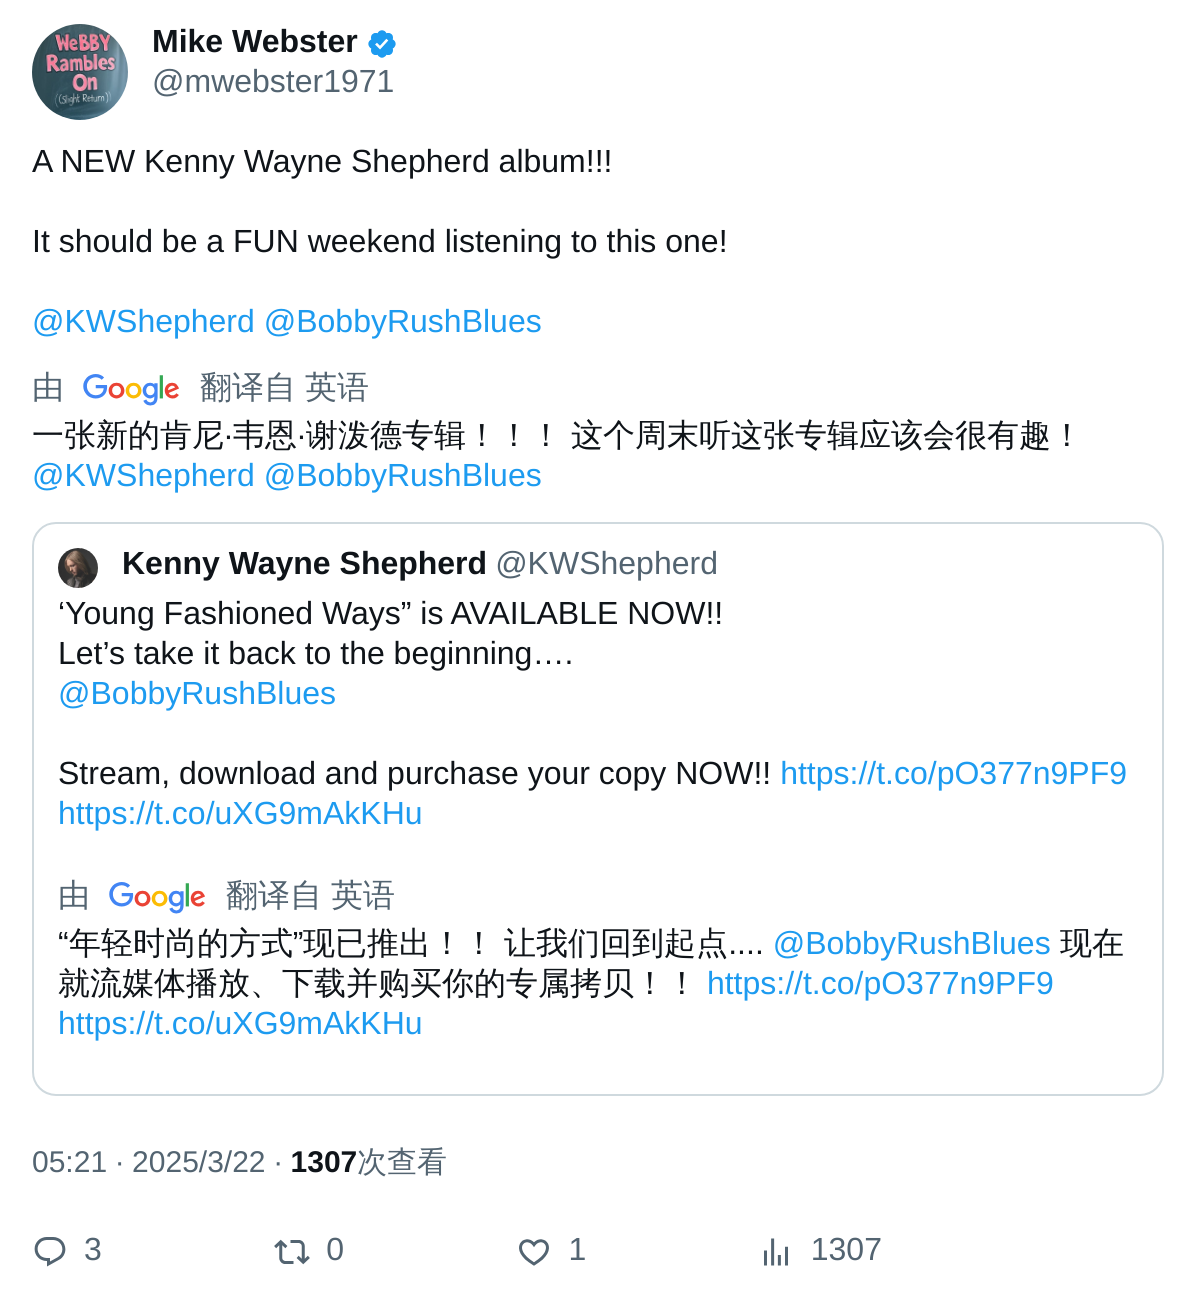 WeBBY
Rambles
On
((Slight Return))
Mike Webster
@mwebster1971
A NEW Kenny Wayne Shepherd album!!!
It should be a FUN weekend listening to this one!
@KWShepherd @BobbyRushBlues
由 Google 翻译自 英语
一张新的肯尼·韦恩·谢泼德专辑！！！ 这个周末听这张专辑应该会很有趣！
@KWShepherd @BobbyRushBlues
Kenny Wayne Shepherd @KWShepherd
‘Young Fashioned Ways” is AVAILABLE NOW!!
Let’s take it back to the beginning….
@BobbyRushBlues
Stream, download and purchase your copy NOW!! https://t.co/pO377n9PF9
https://t.co/uXG9mAkKHu
由 Google 翻译自 英语
“年轻时尚的方式”现已推出！！ 让我们回到起点.... @BobbyRushBlues 现在
就流媒体播放、下载并购买你的专属拷贝！！ https://t.co/pO377n9PF9
https://t.co/uXG9mAkKHu
05:21 · 2025/3/22 · 1307次查看
3 0 1 1307